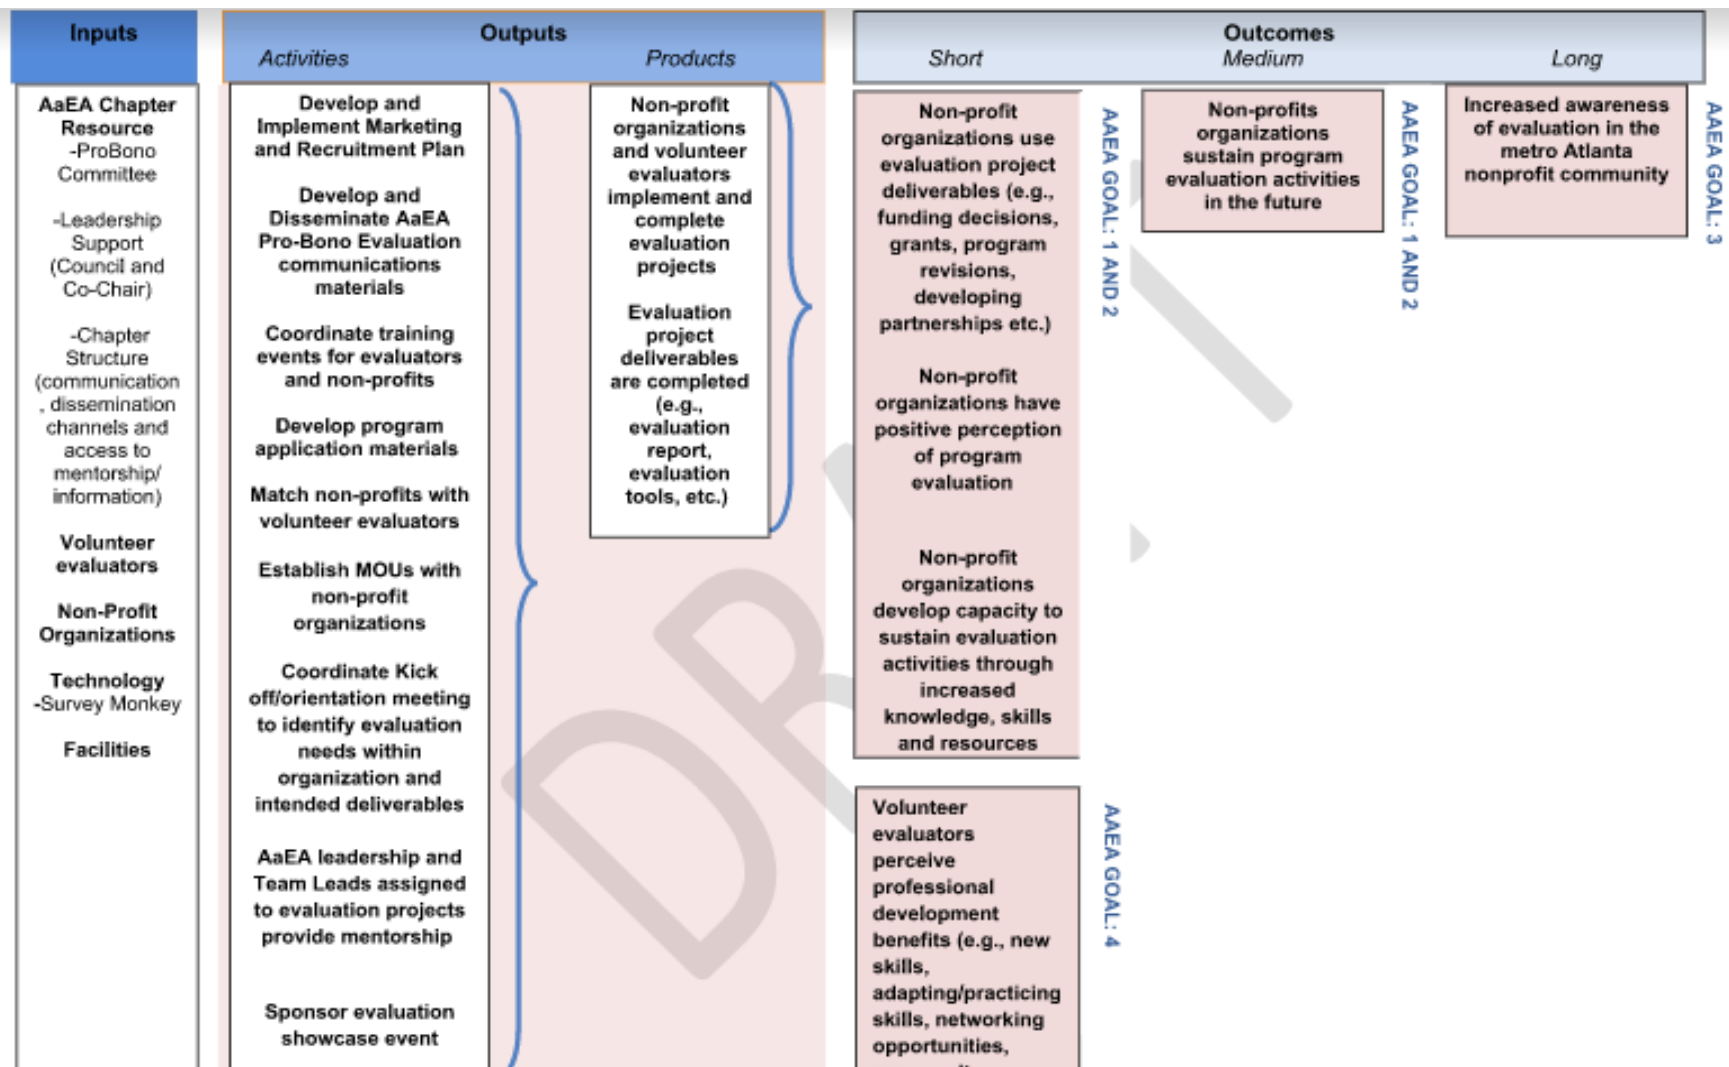 Inputs
Outputs
Activities
Products
Outcomes
Short
Medium
Long
AaEA Chapter
Resource
-ProBono
Committee
-Leadership
Support
(Council and
Co-Chair)
-Chapter
Structure
(communication
, dissemination
channels and
access to
mentorship/
information)
Volunteer
evaluators
Non-Profit
Organizations
Technology
-Survey Monkey
Facilities
Develop and
Implement Marketing
and Recruitment Plan
Develop and
Disseminate AaEA
Pro-Bono Evaluation
communications
materials
Coordinate training
events for evaluators
and non-profits
Develop program
application materials
Match non-profits with
volunteer evaluators
Establish MOUs with
non-profit
organizations
Coordinate Kick
off/orientation meeting
to identify evaluation
needs within
organization and
intended deliverables
AaEA leadership and
Team Leads assigned
to evaluation projects
provide mentorship
Sponsor evaluation
showcase event
Non-profit
organizations
and volunteer
evaluators
implement and
complete
evaluation
projects
Evaluation
project
deliverables
are completed
(e.g.,
evaluation
report,
evaluation
tools, etc.)
Non-profit
organizations use
evaluation project
deliverables (e.g.,
funding decisions,
grants, program
revisions,
developing
partnerships etc.)
Non-profit
organizations have
positive perception
of program
evaluation
Non-profit
organizations
develop capacity to
sustain evaluation
activities through
increased
knowledge, skills
and resources
AAEA GOAL: 1 AND 2
Volunteer
evaluators
perceive
professional
development
benefits (e.g., new
skills,
adapting/practicing
skills, networking
opportunities,
AAEA GOAL: 4
Non-profits
organizations
sustain program
evaluation activities
in the future
AAEA GOAL: 1 AND 2
Increased awareness
of evaluation in the
metro Atlanta
nonprofit community
AAEA GOAL: 3